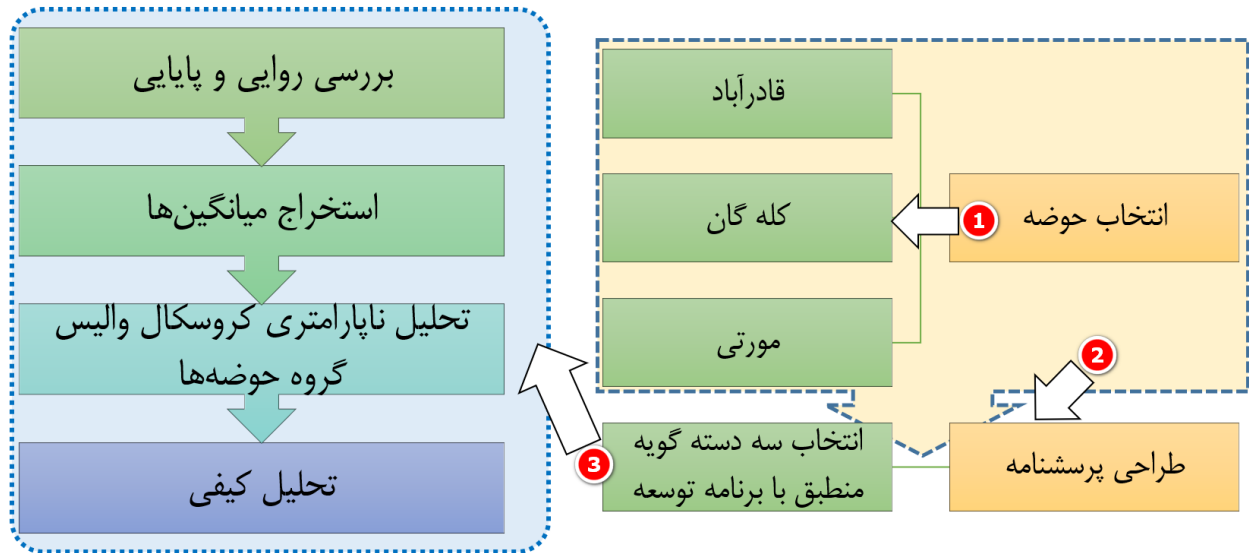 انتخاب حوضه
1
قادرآباد
کله گان
مورتی
2
طراحی پرسشنامه
انتخاب سه دسته گویه
منطبق با برنامه توسعه
3
بررسی روایی و پایایی
استخراج میانگین‌ها
تحلیل ناپارامتری کروسکال والیس
گروه حوضه‌ها
تحلیل کیفی